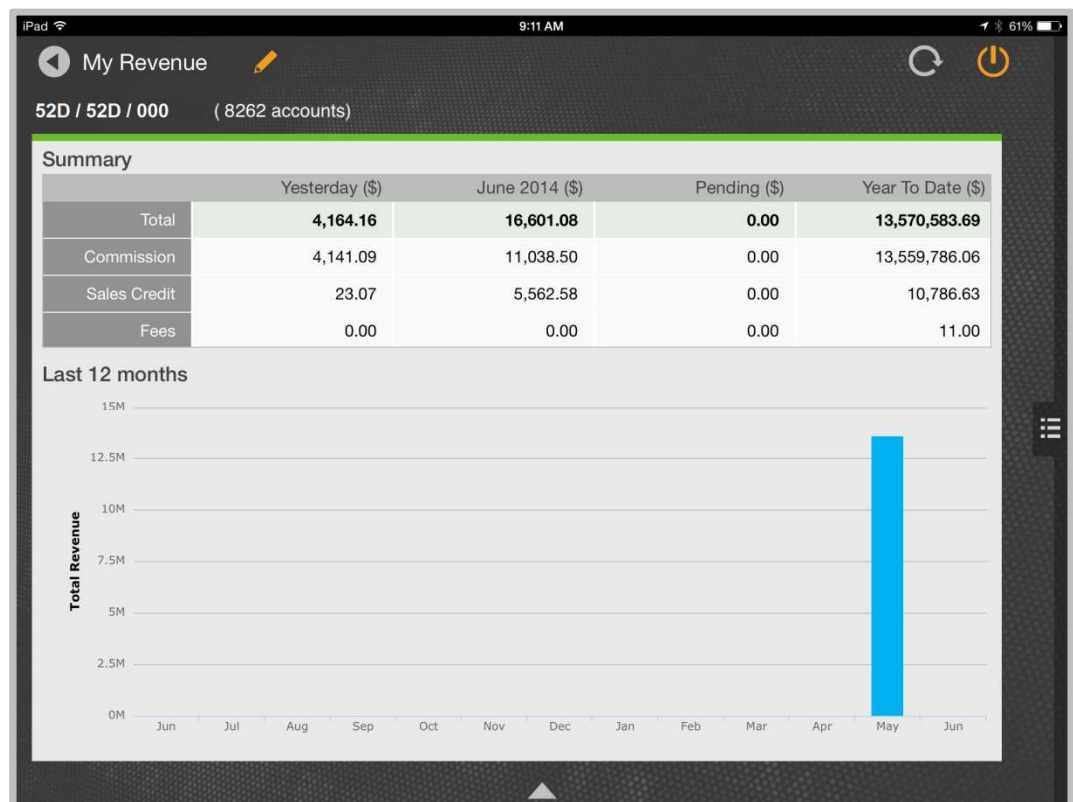 iPad 9:11 AM 61%
My Revenue
52D / 52D / 000 ( 8262 accounts)
Summary
Yesterday ($) June 2014 ($) Pending ($) Year To Date ($)
Total 4,164.16 16,601.08 0.00 13,570,583.69
Commission 4,141.09 11,038.50 0.00 13,559,786.06
Sales Credit 23.07 5,562.58 0.00 10,786.63
Fees 0.00 0.00 0.00 11.00
Last 12 months
Total Revenue
15M
12.5M
10M
7.5M
5M
2.5M
0M
Jun Jul Aug Sep Oct Nov Dec Jan Feb Mar Apr May Jun